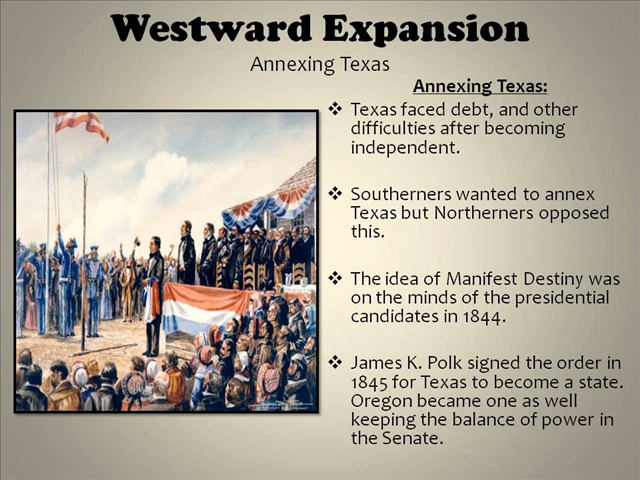 Westward Expansion
Annexing Texas
Annexing Texas:
❖ Texas faced debt, and other
difficulties after becoming
independent.
❖ Southerners wanted to annex
Texas but Northerners opposed
this.
❖ The idea of Manifest Destiny was
on the minds of the presidential
candidates in 1844.
❖ James K. Polk signed the order in
1845 for Texas to become a state.
Oregon became one as well
keeping the balance of power in
the Senate.